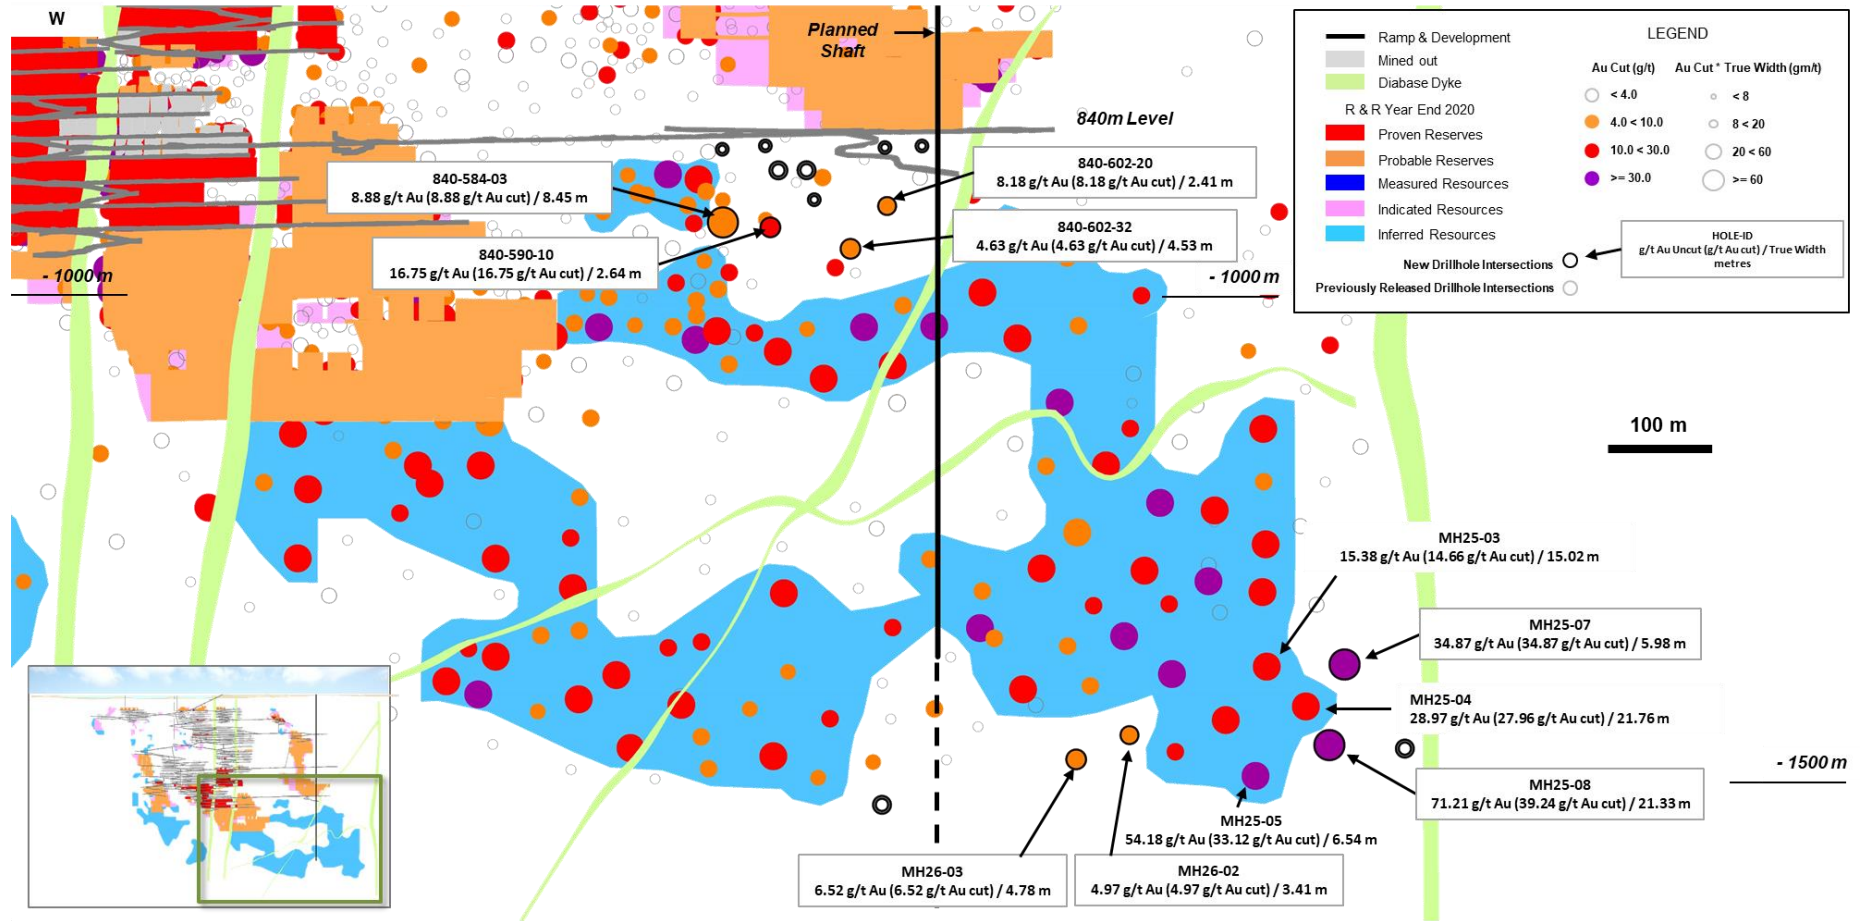 W
Planned
Shaft
840m Level
840-584-03
8.88 g/t Au (8.88 g/t Au cut) / 8.45 m
840-602-20
8.18 g/t Au (8.18 g/t Au cut) / 2.41 m
840-602-32
4.63 g/t Au (4.63 g/t Au cut) / 4.53 m
840-590-10
16.75 g/t Au (16.75 g/t Au cut) / 2.64 m
- 1000 m
- 1000 m
LEGEND
Ramp & Development
Mined out
Diabase Dyke
R & R Year End 2020
Proven Reserves
Probable Reserves
Measured Resources
Indicated Resources
Inferred Resources
Au Cut (g/t)
< 4.0
4.0 < 10.0
10.0 < 30.0
>= 30.0
Au Cut * True Width (gm/t)
< 8
8 < 20
20 < 60
>= 60
New Drillhole Intersections
Previously Released Drillhole Intersections
HOLE-ID
g/t Au Uncut (g/t Au cut) / True Width
metres
100 m
MH25-03
15.38 g/t Au (14.66 g/t Au cut) / 15.02 m
MH25-07
34.87 g/t Au (34.87 g/t Au cut) / 5.98 m
MH25-04
28.97 g/t Au (27.96 g/t Au cut) / 21.76 m
- 1500 m
MH25-08
71.21 g/t Au (39.24 g/t Au cut) / 21.33 m
MH25-05
54.18 g/t Au (33.12 g/t Au cut) / 6.54 m
MH26-03
6.52 g/t Au (6.52 g/t Au cut) / 4.78 m
MH26-02
4.97 g/t Au (4.97 g/t Au cut) / 3.41 m